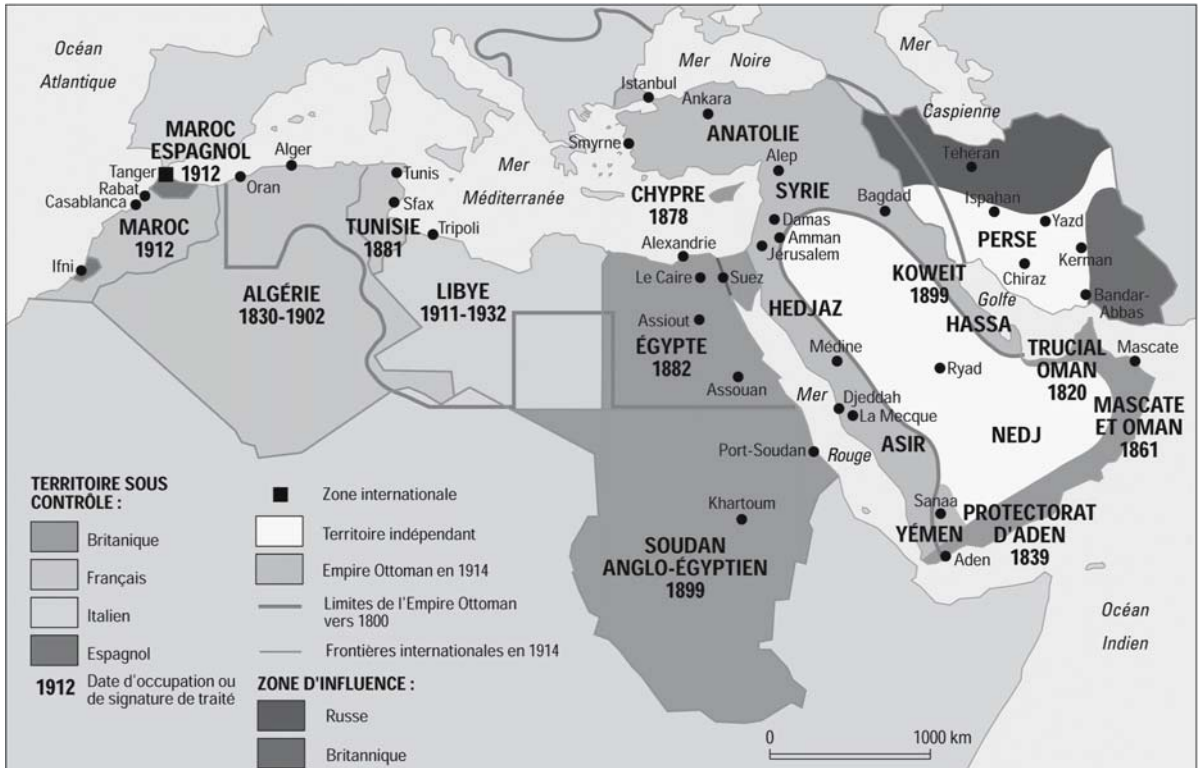 Océan
Atlantique
Mer Noire
Mer
Caspienne
Istanbul
Ankara
ANATOLIE
Smyrne
MAROC
ESPAGNOL
1912
Alger
Tanger
Rabat
Casablanca
Oran
Tunis
Sfax
Mer
Méditerranée
Alep
SYRIE
Téhéran
CHYPRE
1878
Bagdad
Ispahan
Yazd
PERSE
MAROC
1912
TUNISIE
1881
Tripoli
Damas
Amman
Jérusalem
Alexandrie
Kerman
Chiraz
Ifni
Le Caire
Suez
KOWEIT
1899
Golfe
Bandar-
Abbas
ALGÉRIE
1830-1902
LIBYE
1911-1932
HEDJAZ
HASSA
Assiout
ÉGYPTE
1882
Médine
TRUCIAL
OMAN
1820
Mascate
Assouan
Ryad
Mer
Rouge
Djeddah
La Mecque
MASCATE
ET OMAN
1861
NEDJ
ASIR
Port-Soudan
Khartoum
Sanaa
PROTECTORAT
D'ADEN
1839
YÉMEN
Aden
SOUDAN
ANGLO-ÉGYPTIEN
1899
Océan
Indien
TERRITOIRE SOUS
CONTRÔLE :
Britanique
Français
Italien
Espagnol
1912 Date d'occupation ou
de signature de traité
Zone internationale
Territoire indépendant
Empire Ottoman en 1914
Limites de l'Empire Ottoman
vers 1800
Frontières internationales en 1914
ZONE D'INFLUENCE :
Russe
Britannique
0 1000 km